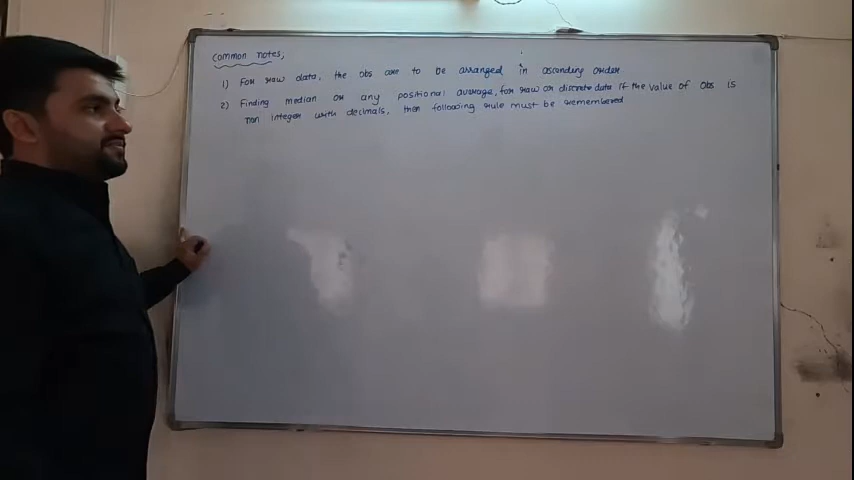 Common notes;
1) For raw data, the obs are to be arranged in ascending order
2) Finding median or any positional average, for raw or discrete data if the value of obs is
non integer with decimals, then following rule must be remembered